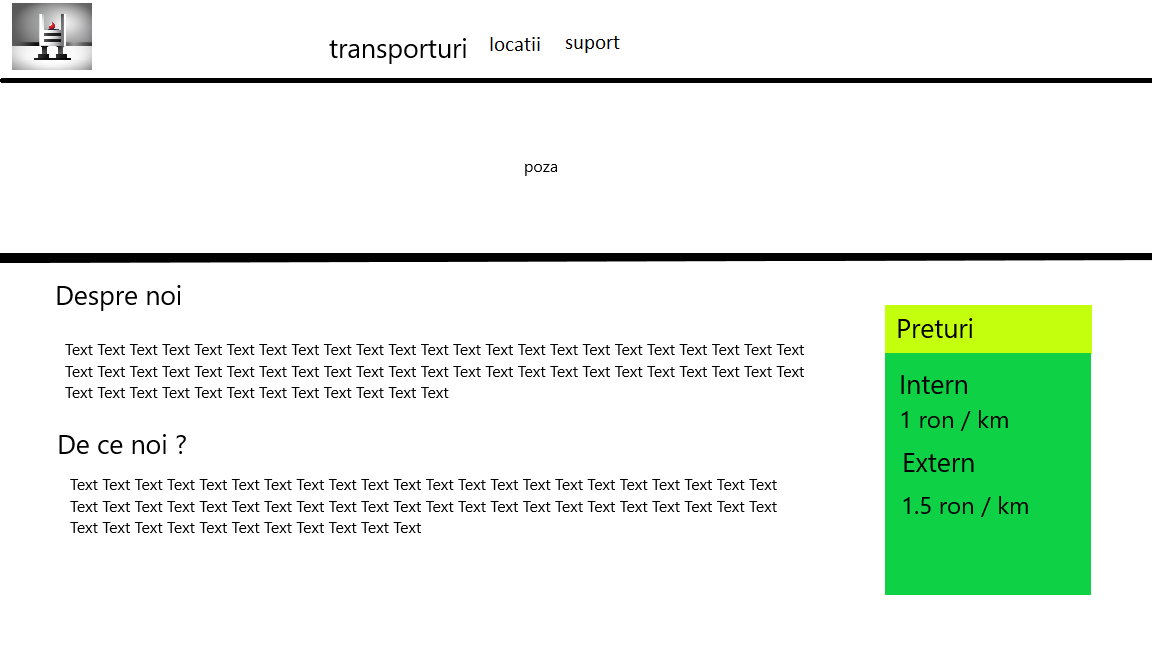 transporturi locatii suport
poza
Despre noi
Text Text Text Text Text Text Text Text Text Text Text Text Text Text Text Text Text Text Text Text Text Text Text
Text Text Text Text Text Text Text Text Text Text Text Text Text Text Text Text Text Text Text Text Text Text Text
Text Text Text Text Text Text Text Text Text Text Text Text
De ce noi ?
Text Text Text Text Text Text Text Text Text Text Text Text Text Text Text Text Text Text Text Text Text Text
Text Text Text Text Text Text Text Text Text Text Text Text Text Text Text Text Text Text Text Text Text Text
Text Text Text Text Text Text Text Text Text Text Text
Preturi
Intern
1 ron / km
Extern
1.5 ron / km